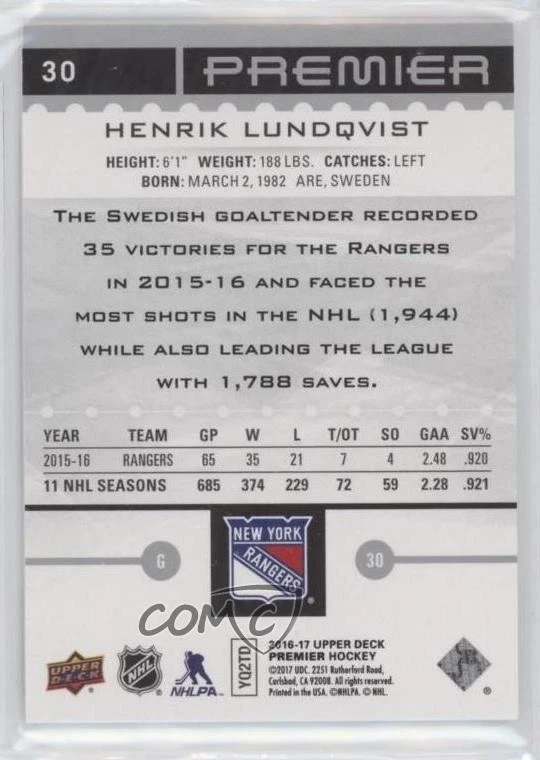 30 PREMIER
HENRIK LUNDQVIST
HEIGHT: 6'1" WEIGHT: 188 LBS. CATCHES: LEFT
BORN: MARCH 2, 1982 ARE, SWEDEN
THE SWEDISH GOALTENDER RECORDED
35 VICTORIES FOR THE RANGERS
IN 2015-16 AND FACED THE
MOST SHOTS IN THE NHL (1,944)
WHILE ALSO LEADING THE LEAGUE
WITH 1,788 SAVES.
YEAR TEAM GP W L T/OT SO GAA SV%
2015-16 RANGERS 65 35 21 7 4 2.48 .920
11 NHL SEASONS 685 374 229 72 59 2.28 .921
NEW YORK
RANGERS
®
G
30
COMC
UPPER
DECK
®
NHL
®
NHLPA
YQ2TD
2016-17 UPPER DECK
PREMIER HOCKEY
©2017 UDC. 2251 Rutherford Road,
Carlsbad, CA 92008. All rights reserved.
Printed in the USA. ©NHLPA. © NHL.
®